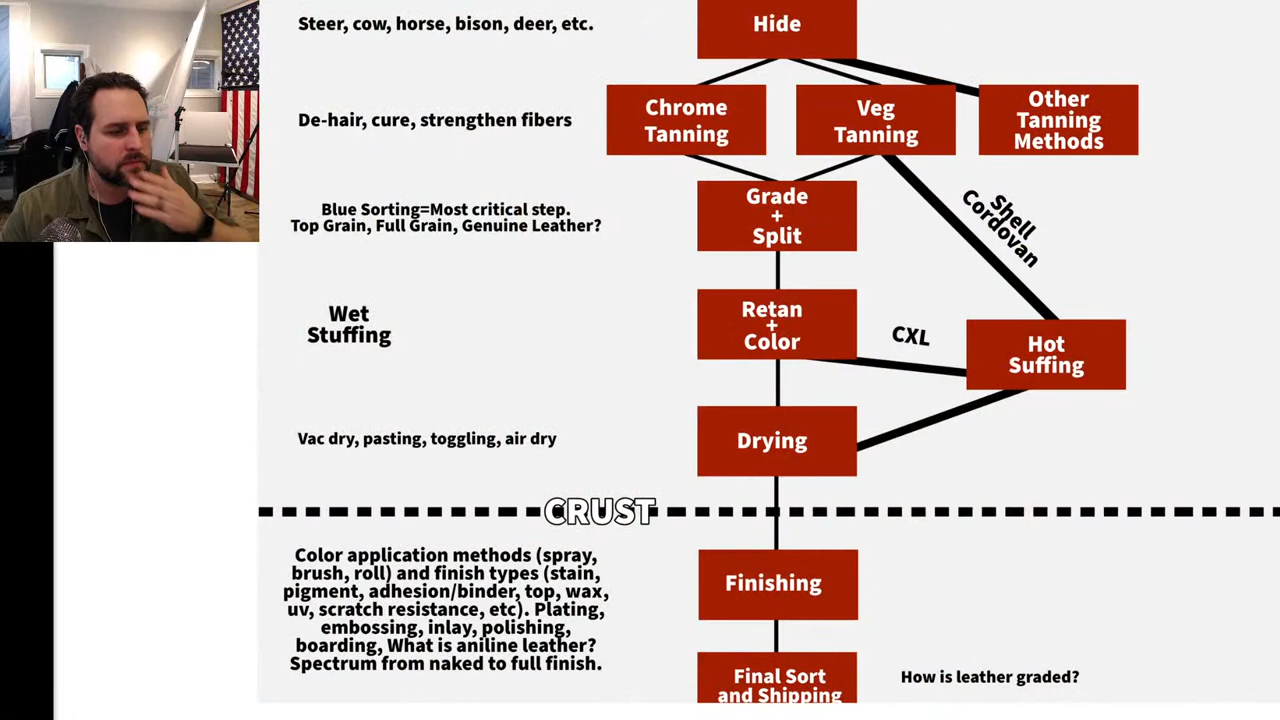 Steer, cow, horse, bison, deer, etc.
Hide
De-hair, cure, strengthen fibers
Chrome
Tanning
Veg
Tanning
Other
Tanning
Methods
Blue Sorting=Most critical step.
Top Grain, Full Grain, Genuine Leather?
Grade
+
Split
Shell
Cordovan
Wet
Stuffing
Retan
+
Color
CXL
Hot
Suffing
Vac dry, pasting, toggling, air dry
Drying
CRUST
Color application methods (spray,
brush, roll) and finish types (stain,
pigment, adhesion/binder, top, wax,
uv, scratch resistance, etc). Plating,
embossing, inlay, polishing,
boarding, What is aniline leather?
Spectrum from naked to full finish.
Finishing
Final Sort
and Shipping
How is leather graded?